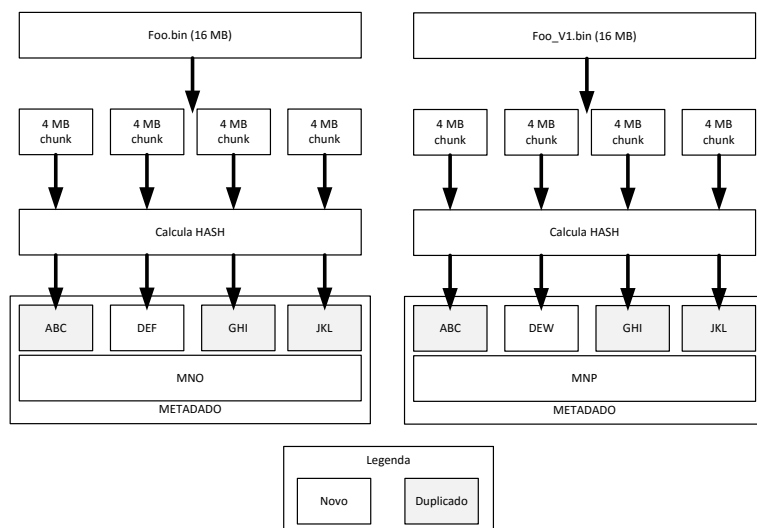 Foo.bin (16 MB)
Foo_V1.bin (16 MB)
4 MB
chunk
4 MB
chunk
4 MB
chunk
4 MB
chunk
4 MB
chunk
4 MB
chunk
4 MB
chunk
4 MB
chunk
Calcula HASH
Calcula HASH
ABC
DEF
GHI
JKL
ABC
DEW
GHI
JKL
MNO
MNP
METADADO
METADADO
Legenda
Novo
Duplicado